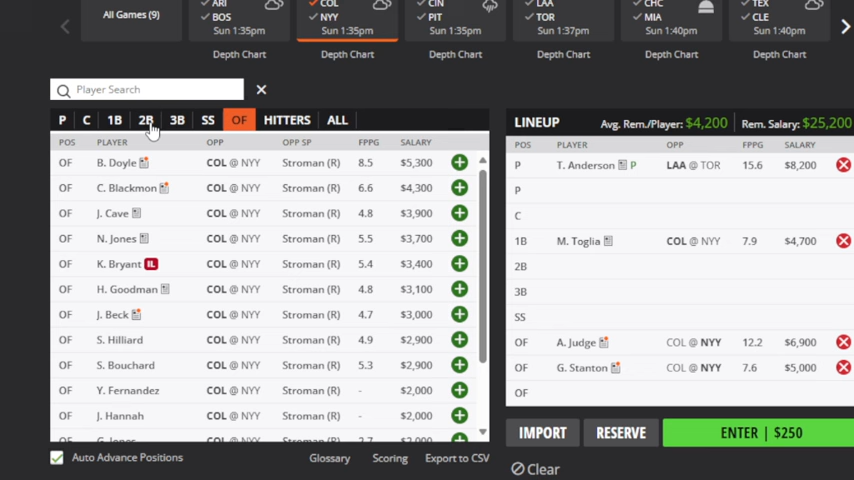 All Games (9)
ARI
BOS
Sun 1:35pm
COL
NYY
Sun 1:35pm
CIN
PIT
Sun 1:35pm
LAA
TOR
Sun 1:37pm
CHC
MIA
Sun 1:40pm
TEX
CLE
Sun 1:40pm
Depth Chart Depth Chart Depth Chart Depth Chart Depth Chart Depth Chart
Player Search
P C 1B 2B 3B SS OF HITTERS ALL
POS PLAYER OPP OPP SP FPPG SALARY
OF B. Doyle COL @ NYY Stroman (R) 8.5 $5,300
OF C. Blackmon COL @ NYY Stroman (R) 6.6 $4,300
OF J. Cave COL @ NYY Stroman (R) 4.8 $3,900
OF N. Jones COL @ NYY Stroman (R) 5.5 $3,700
OF K. Bryant IL COL @ NYY Stroman (R) 5.4 $3,400
OF H. Goodman COL @ NYY Stroman (R) 4.8 $3,100
OF J. Beck COL @ NYY Stroman (R) 4.7 $3,000
OF S. Hilliard COL @ NYY Stroman (R) 4.9 $2,900
OF S. Bouchard COL @ NYY Stroman (R) 5.3 $2,900
OF Y. Fernandez COL @ NYY Stroman (R) - $2,000
OF J. Hannah COL @ NYY Stroman (R) - $2,000
OF G. Jones COL @ NYY Stroman (R) 2.7 $2,000
Auto Advance Positions Glossary Scoring Export to CSV
LINEUP Avg. Rem./Player: $4,200 Rem. Salary: $25,200
POS PLAYER OPP FPPG SALARY
P T. Anderson P LAA @ TOR 15.6 $8,200
P
C
1B M. Toglia COL @ NYY 7.9 $4,700
2B
3B
SS
OF A. Judge COL @ NYY 12.2 $6,900
OF G. Stanton COL @ NYY 7.6 $5,000
OF
IMPORT RESERVE ENTER | $250
Clear